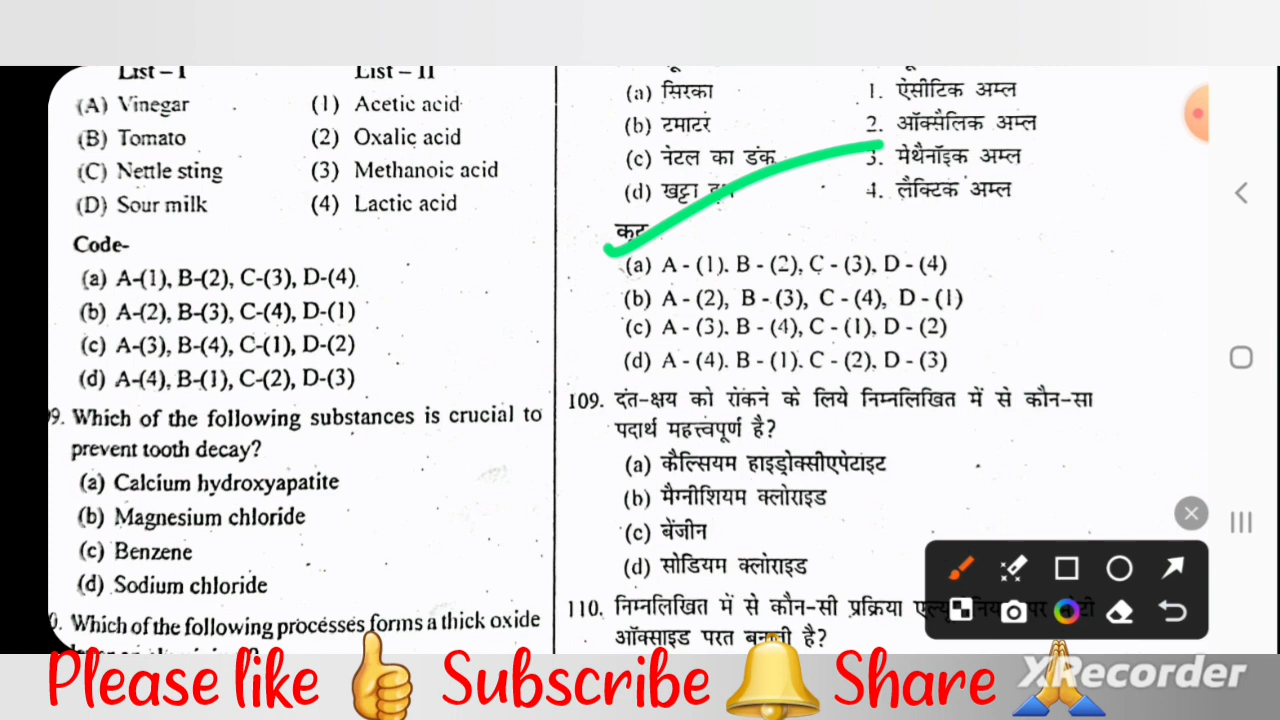 List – I List – II
(A) Vinegar (1) Acetic acid
(B) Tomato (2) Oxalic acid
(C) Nettle sting (3) Methanoic acid
(D) Sour milk (4) Lactic acid
Code-
(a) A-(1), B-(2), C-(3), D-(4)
(b) A-(2), B-(3), C-(4), D-(1)
(c) A-(3), B-(4), C-(1), D-(2)
(d) A-(4), B-(1), C-(2), D-(3)
9. Which of the following substances is crucial to
prevent tooth decay?
(a) Calcium hydroxyapatite
(b) Magnesium chloride
(c) Benzene
(d) Sodium chloride
0. Which of the following processes forms a thick oxide
(a) सिरका 1. ऐसीटिक अम्ल
(b) टमाटर 2. ऑक्सैलिक अम्ल
(c) नेटल का डंक 3. मेथैनॉइक अम्ल
(d) खट्टा 4. लैक्टिक अम्ल
कूट
(a) A - (1). B - (2), C - (3). D - (4)
(b) A - (2), B - (3), C - (4), D - (1)
(c) A - (3). B - (4), C - (1). D - (2)
(d) A - (4). B - (1). C - (2), D - (3)
109. दंत-क्षय को रोकने के लिये निम्नलिखित में से कौन-सा
पदार्थ महत्त्वपूर्ण है?
(a) कैल्सियम हाइड्रोक्सीएपेटाइट
(b) मैग्नीशियम क्लोराइड
(c) बेंजीन
(d) सोडियम क्लोराइड
110. निम्नलिखित में से कौन-सी प्रक्रिया
ऑक्साइड परत बनाती है?
Please like Subscribe Share
XRecorder